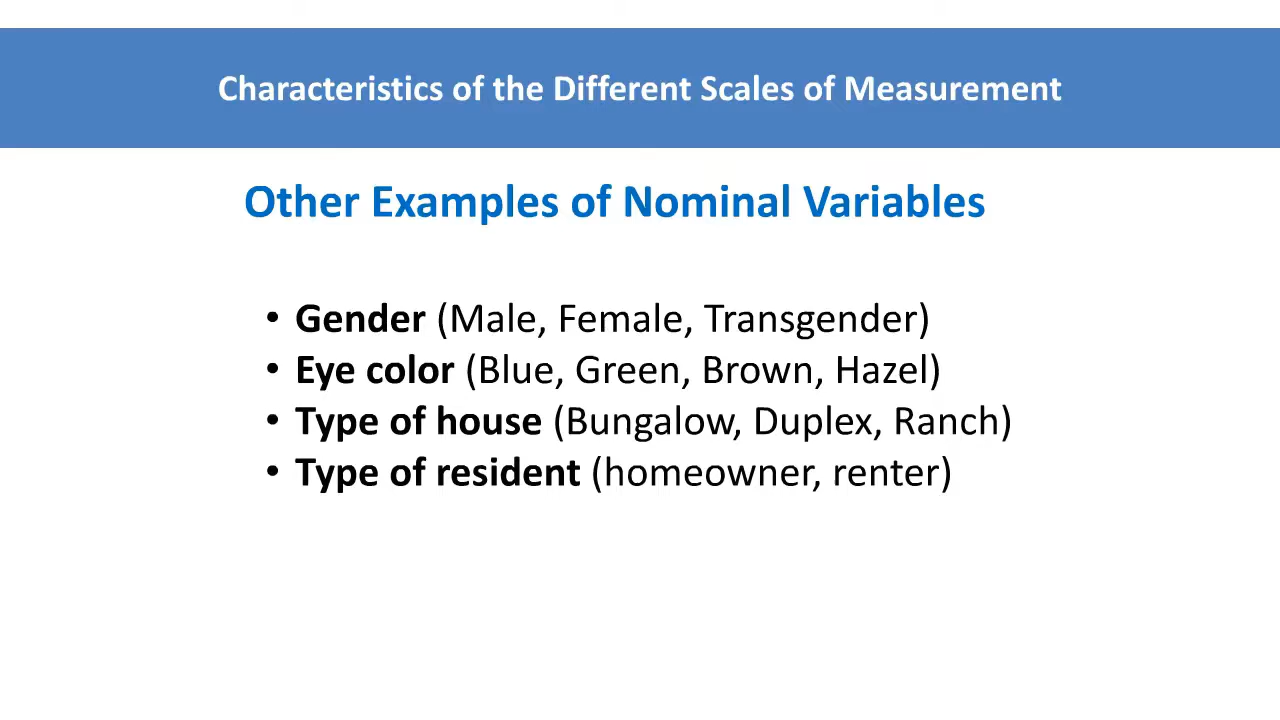 Characteristics of the Different Scales of Measurement
Other Examples of Nominal Variables
• Gender (Male, Female, Transgender)
• Eye color (Blue, Green, Brown, Hazel)
• Type of house (Bungalow, Duplex, Ranch)
• Type of resident (homeowner, renter)